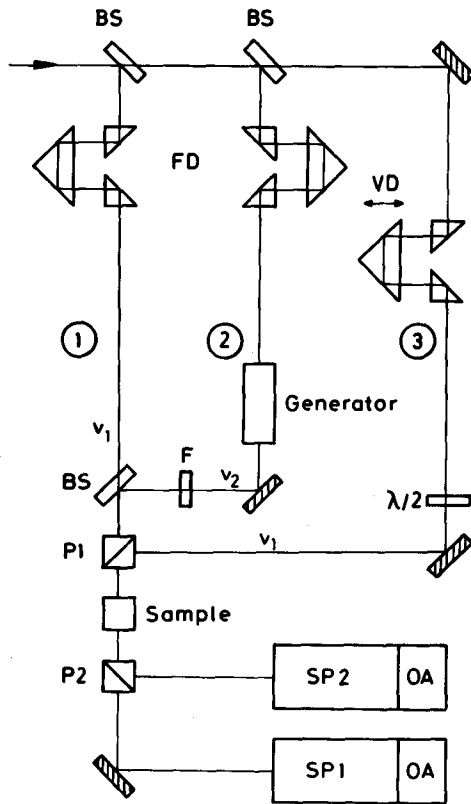 BS
BS
FD
VD
1
2
3
Generator
ν₁
BS
F
ν₂
λ/2
P1
ν₁
Sample
P2
SP2
OA
SP1
OA